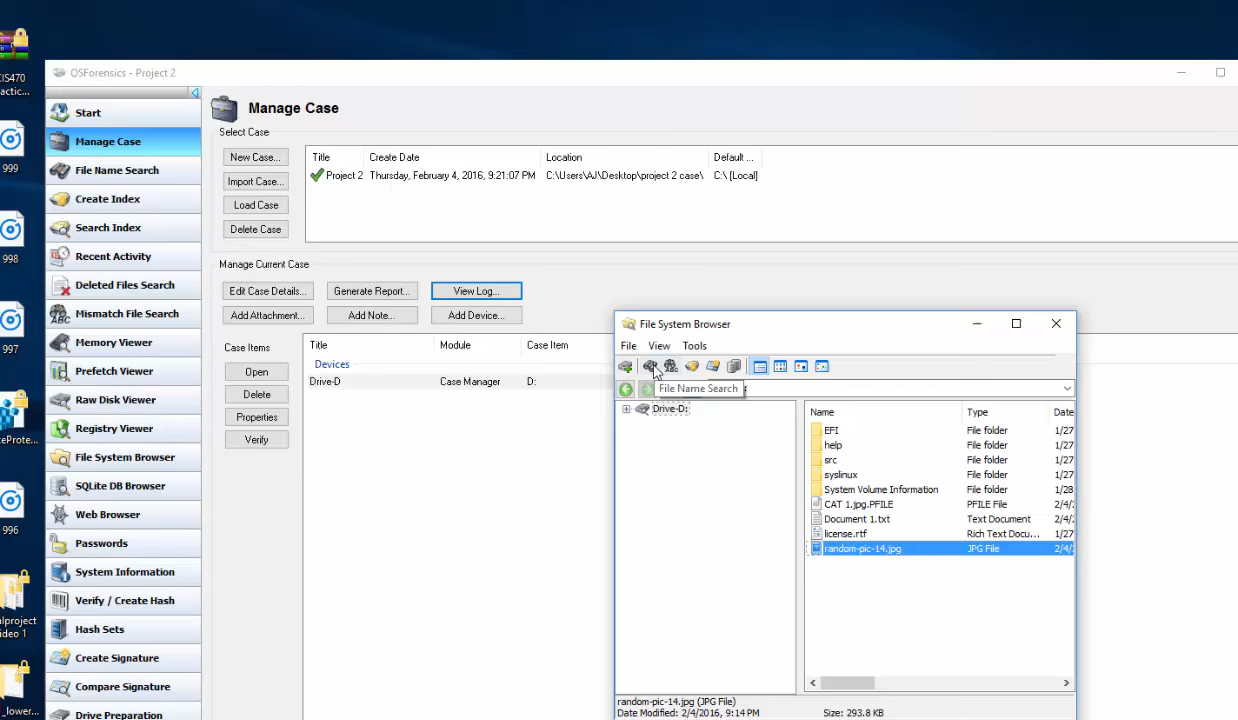 CIS470
actic...
999
998
997
teProte...
996
alproject
ideo 1
_lower...
OSForensics - Project 2
Start
Manage Case
File Name Search
Create Index
Search Index
Recent Activity
Deleted Files Search
Mismatch File Search
Memory Viewer
Prefetch Viewer
Raw Disk Viewer
Registry Viewer
File System Browser
SQLite DB Browser
Web Browser
Passwords
System Information
Verify / Create Hash
Hash Sets
Create Signature
Compare Signature
Drive Preparation
Manage Case
Select Case
New Case...
Import Case...
Load Case
Delete Case
Title Create Date Location Default ...
Project 2 Thursday, February 4, 2016, 9:21:07 PM C:\Users\AJ\Desktop\project 2 case\ C:\ [Local]
Manage Current Case
Edit Case Details... Generate Report... View Log...
Add Attachment... Add Note... Add Device...
Case Items
Open
Delete
Properties
Verify
Title Module Case Item
Devices
Drive-D Case Manager D:
File System Browser
File View Tools
File Name Search
Drive-D:
Name Type Date
EFI File folder 1/27
help File folder 1/27
src File folder 1/27
syslinux File folder 1/27
System Volume Information File folder 1/28
CAT 1.jpg.PFILE PFILE File 2/4/
Document 1.txt Text Document 2/4/
license.rtf Rich Text Docu... 1/27
random-pic-14.jpg JPG File 2/4/
random-pic-14.jpg (JPG File)
Date Modified: 2/4/2016, 9:14 PM Size: 293.8 KB